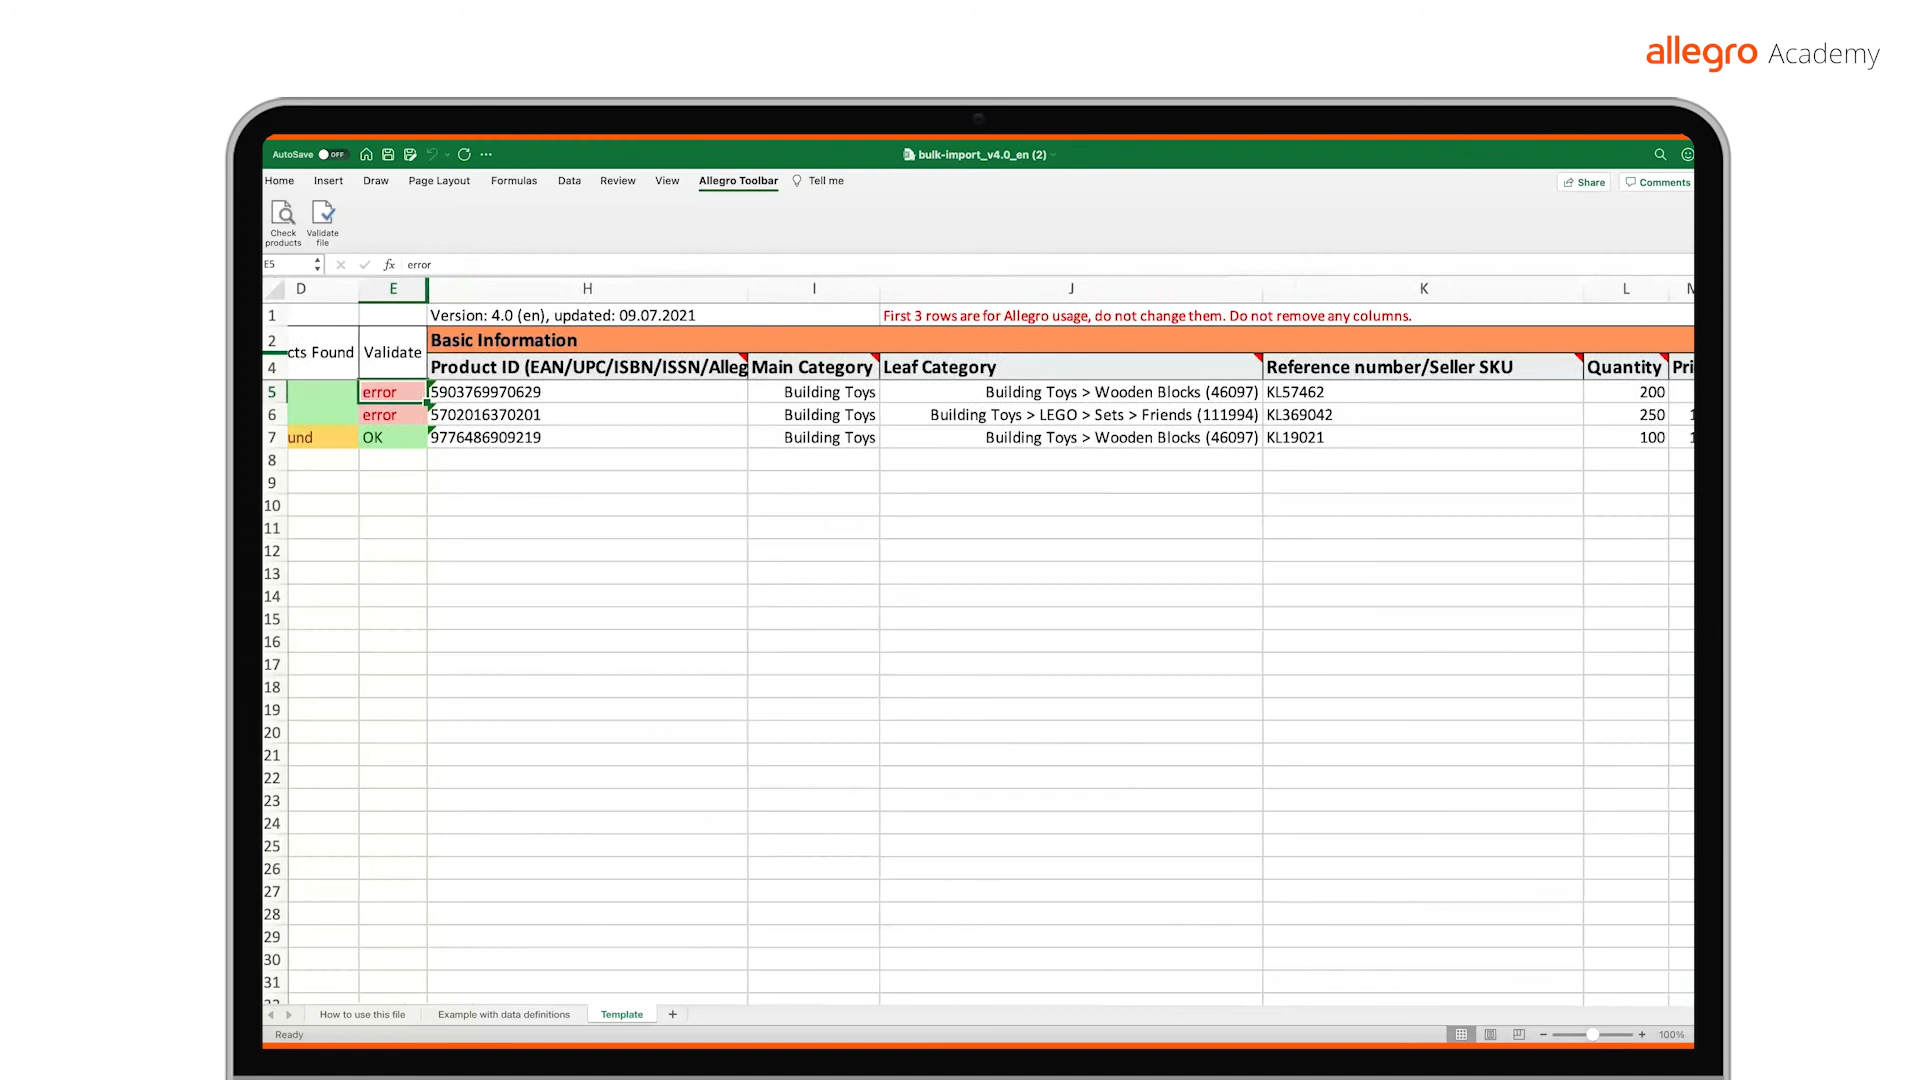 allegro Academy
AutoSave OFF
bulk-import_v4.0_en (2)
Home Insert Draw Page Layout Formulas Data Review View Allegro Toolbar Tell me
Share Comments
Check products
Validate file
E5 fx error
D E H I J K L M
1 Version: 4.0 (en), updated: 09.07.2021 First 3 rows are for Allegro usage, do not change them. Do not remove any columns.
2 cts Found Validate Basic Information
4 Product ID (EAN/UPC/ISBN/ISSN/Alleg Main Category Leaf Category Reference number/Seller SKU Quantity Pri
5 error 5903769970629 Building Toys Building Toys > Wooden Blocks (46097) KL57462 200
6 error 5702016370201 Building Toys Building Toys > LEGO > Sets > Friends (111994) KL369042 250 1
7 und OK 9776486909219 Building Toys Building Toys > Wooden Blocks (46097) KL19021 100 1
8
9
10
11
12
13
14
15
16
17
18
19
20
21
22
23
24
25
26
27
28
29
30
31
How to use this file Example with data definitions Template +
Ready 100%